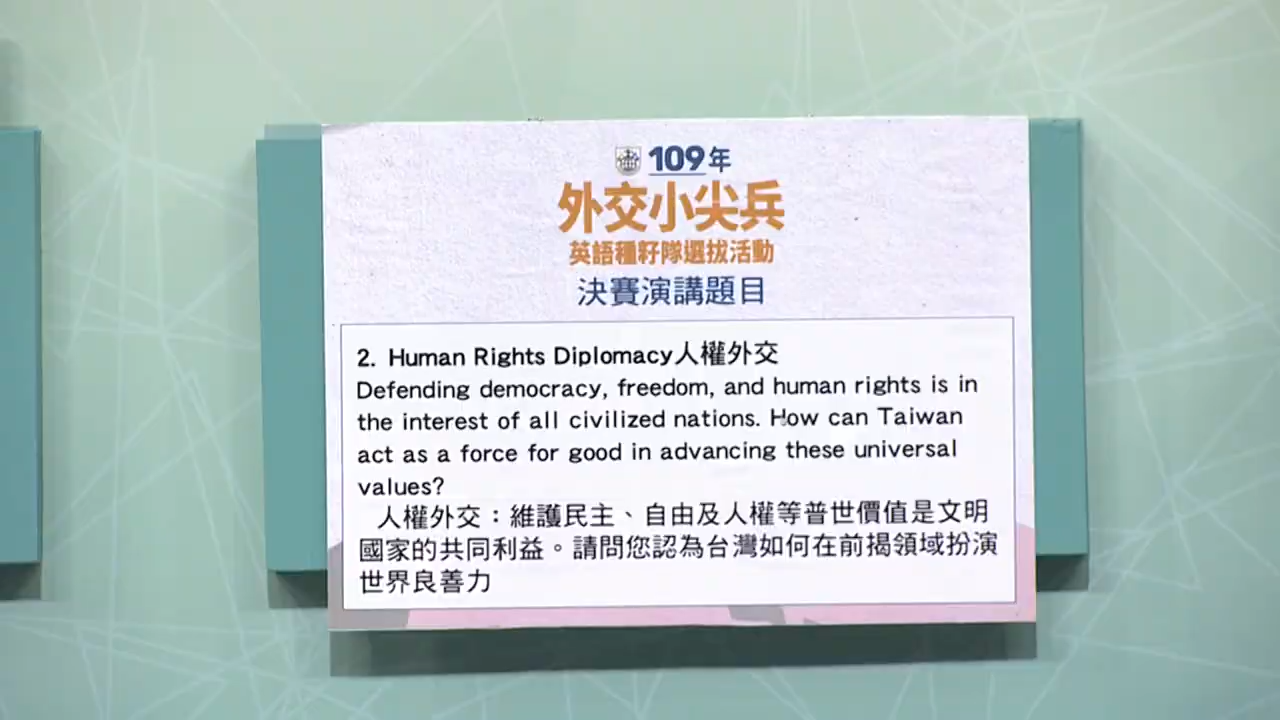 109年
外交小尖兵
英語種籽隊選拔活動
決賽演講題目
2. Human Rights Diplomacy人權外交
Defending democracy, freedom, and human rights is in
the interest of all civilized nations. How can Taiwan
act as a force for good in advancing these universal
values?
人權外交：維護民主、自由及人權等普世價值是文明
國家的共同利益。請問您認為台灣如何在前揭領域扮演
世界良善力